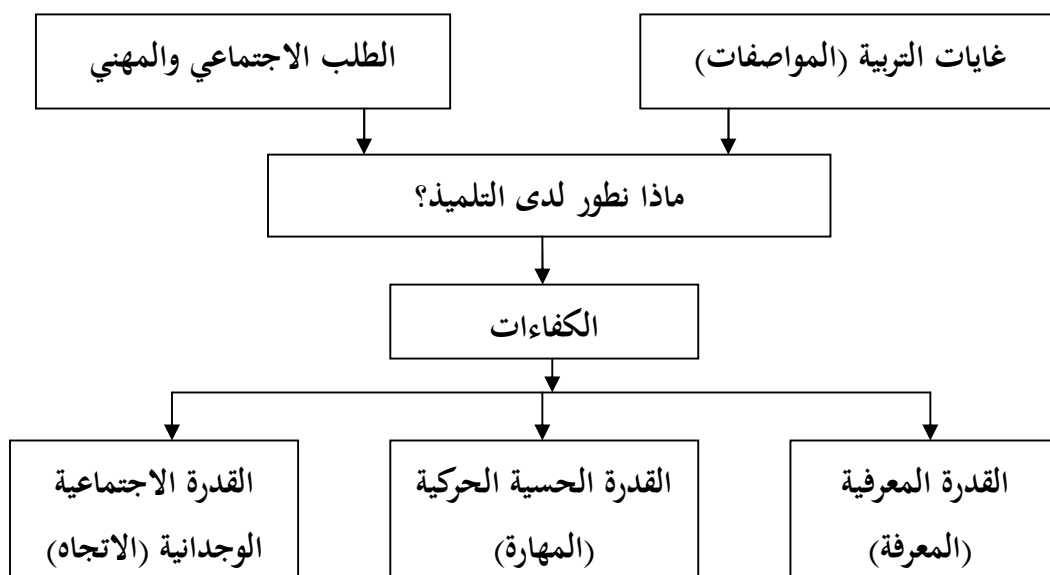 غايات التربية (المواصفات)
الطلب الاجتماعي والمهني
ماذا نطور لدى التلميذ؟
الكفاءات
القدرة المعرفية
(المعرفة)
القدرة الحسية الحركية
(المهارة)
القدرة الاجتماعية
الوجدانية (الاتجاه)